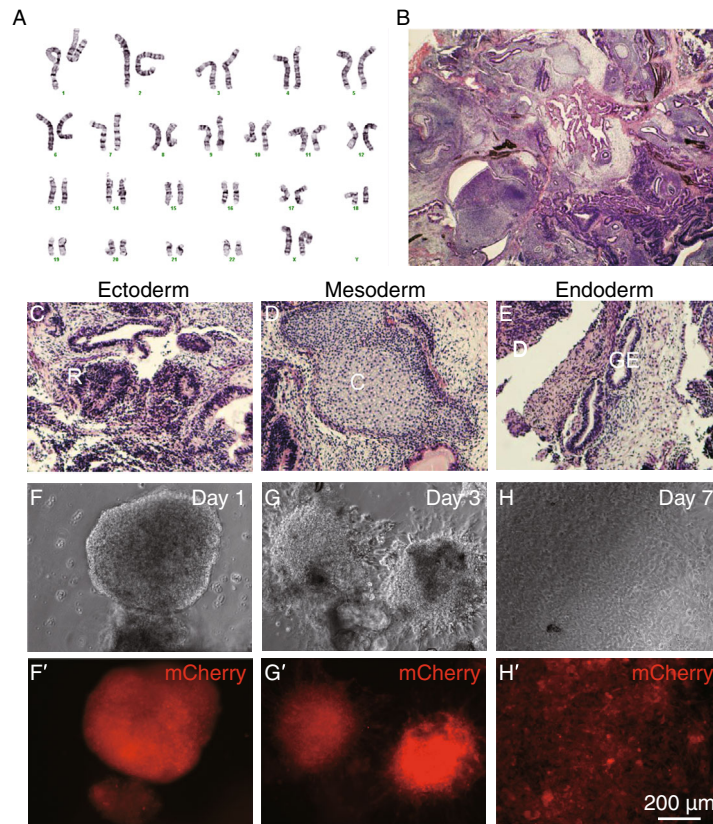 A
B
1 2 3 4 5
6 7 8 9 10 11 12
13 14 15 16 17 18
19 20 21 22 X Y
Ectoderm
Mesoderm
Endoderm
C
R
D
C
E
D
GE
F
Day 1
G
Day 3
H
Day 7
F′
mCherry
G′
mCherry
H′
mCherry
200 µm